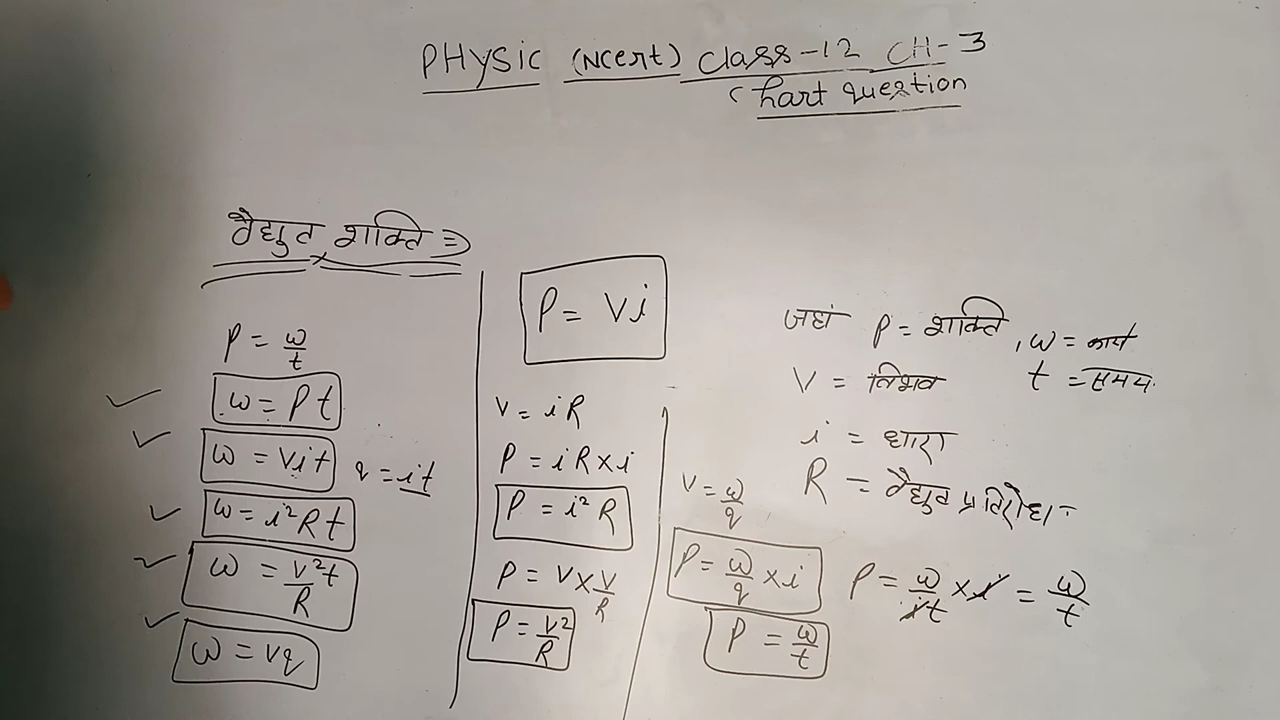 PHYSIC (NCERT) Class-12 CH-3
Chart question
वैद्युत शक्ति ⇒
P = w/t
w = Pt
w = Vit q = it
w = i²Rt
w = V²t/R
w = Vq
P = Vi
V = iR
P = iR×i
P = i²R
P = V×V/R
P = V²/R
V = w/q
P = w/q × i
P = w/t
जहां P = शक्ति, w = कार्य
V = विभव t = समय
i = धारा
R = वैद्युत प्रतिरोध।
P = w/it × i = w/t